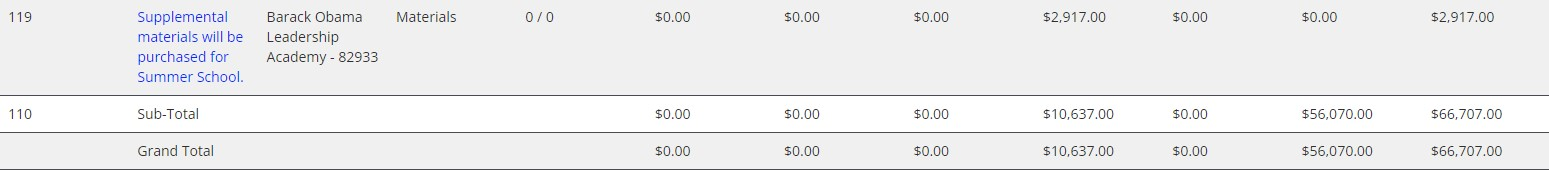 119 Supplemental Barack Obama Materials 0 / 0 $0.00 $0.00 $0.00 $2,917.00 $0.00 $0.00 $2,917.00
materials will be Leadership
purchased for Academy - 82933
Summer School.
110 Sub-Total $0.00 $0.00 $0.00 $10,637.00 $0.00 $56,070.00 $66,707.00
Grand Total $0.00 $0.00 $0.00 $10,637.00 $0.00 $56,070.00 $66,707.00